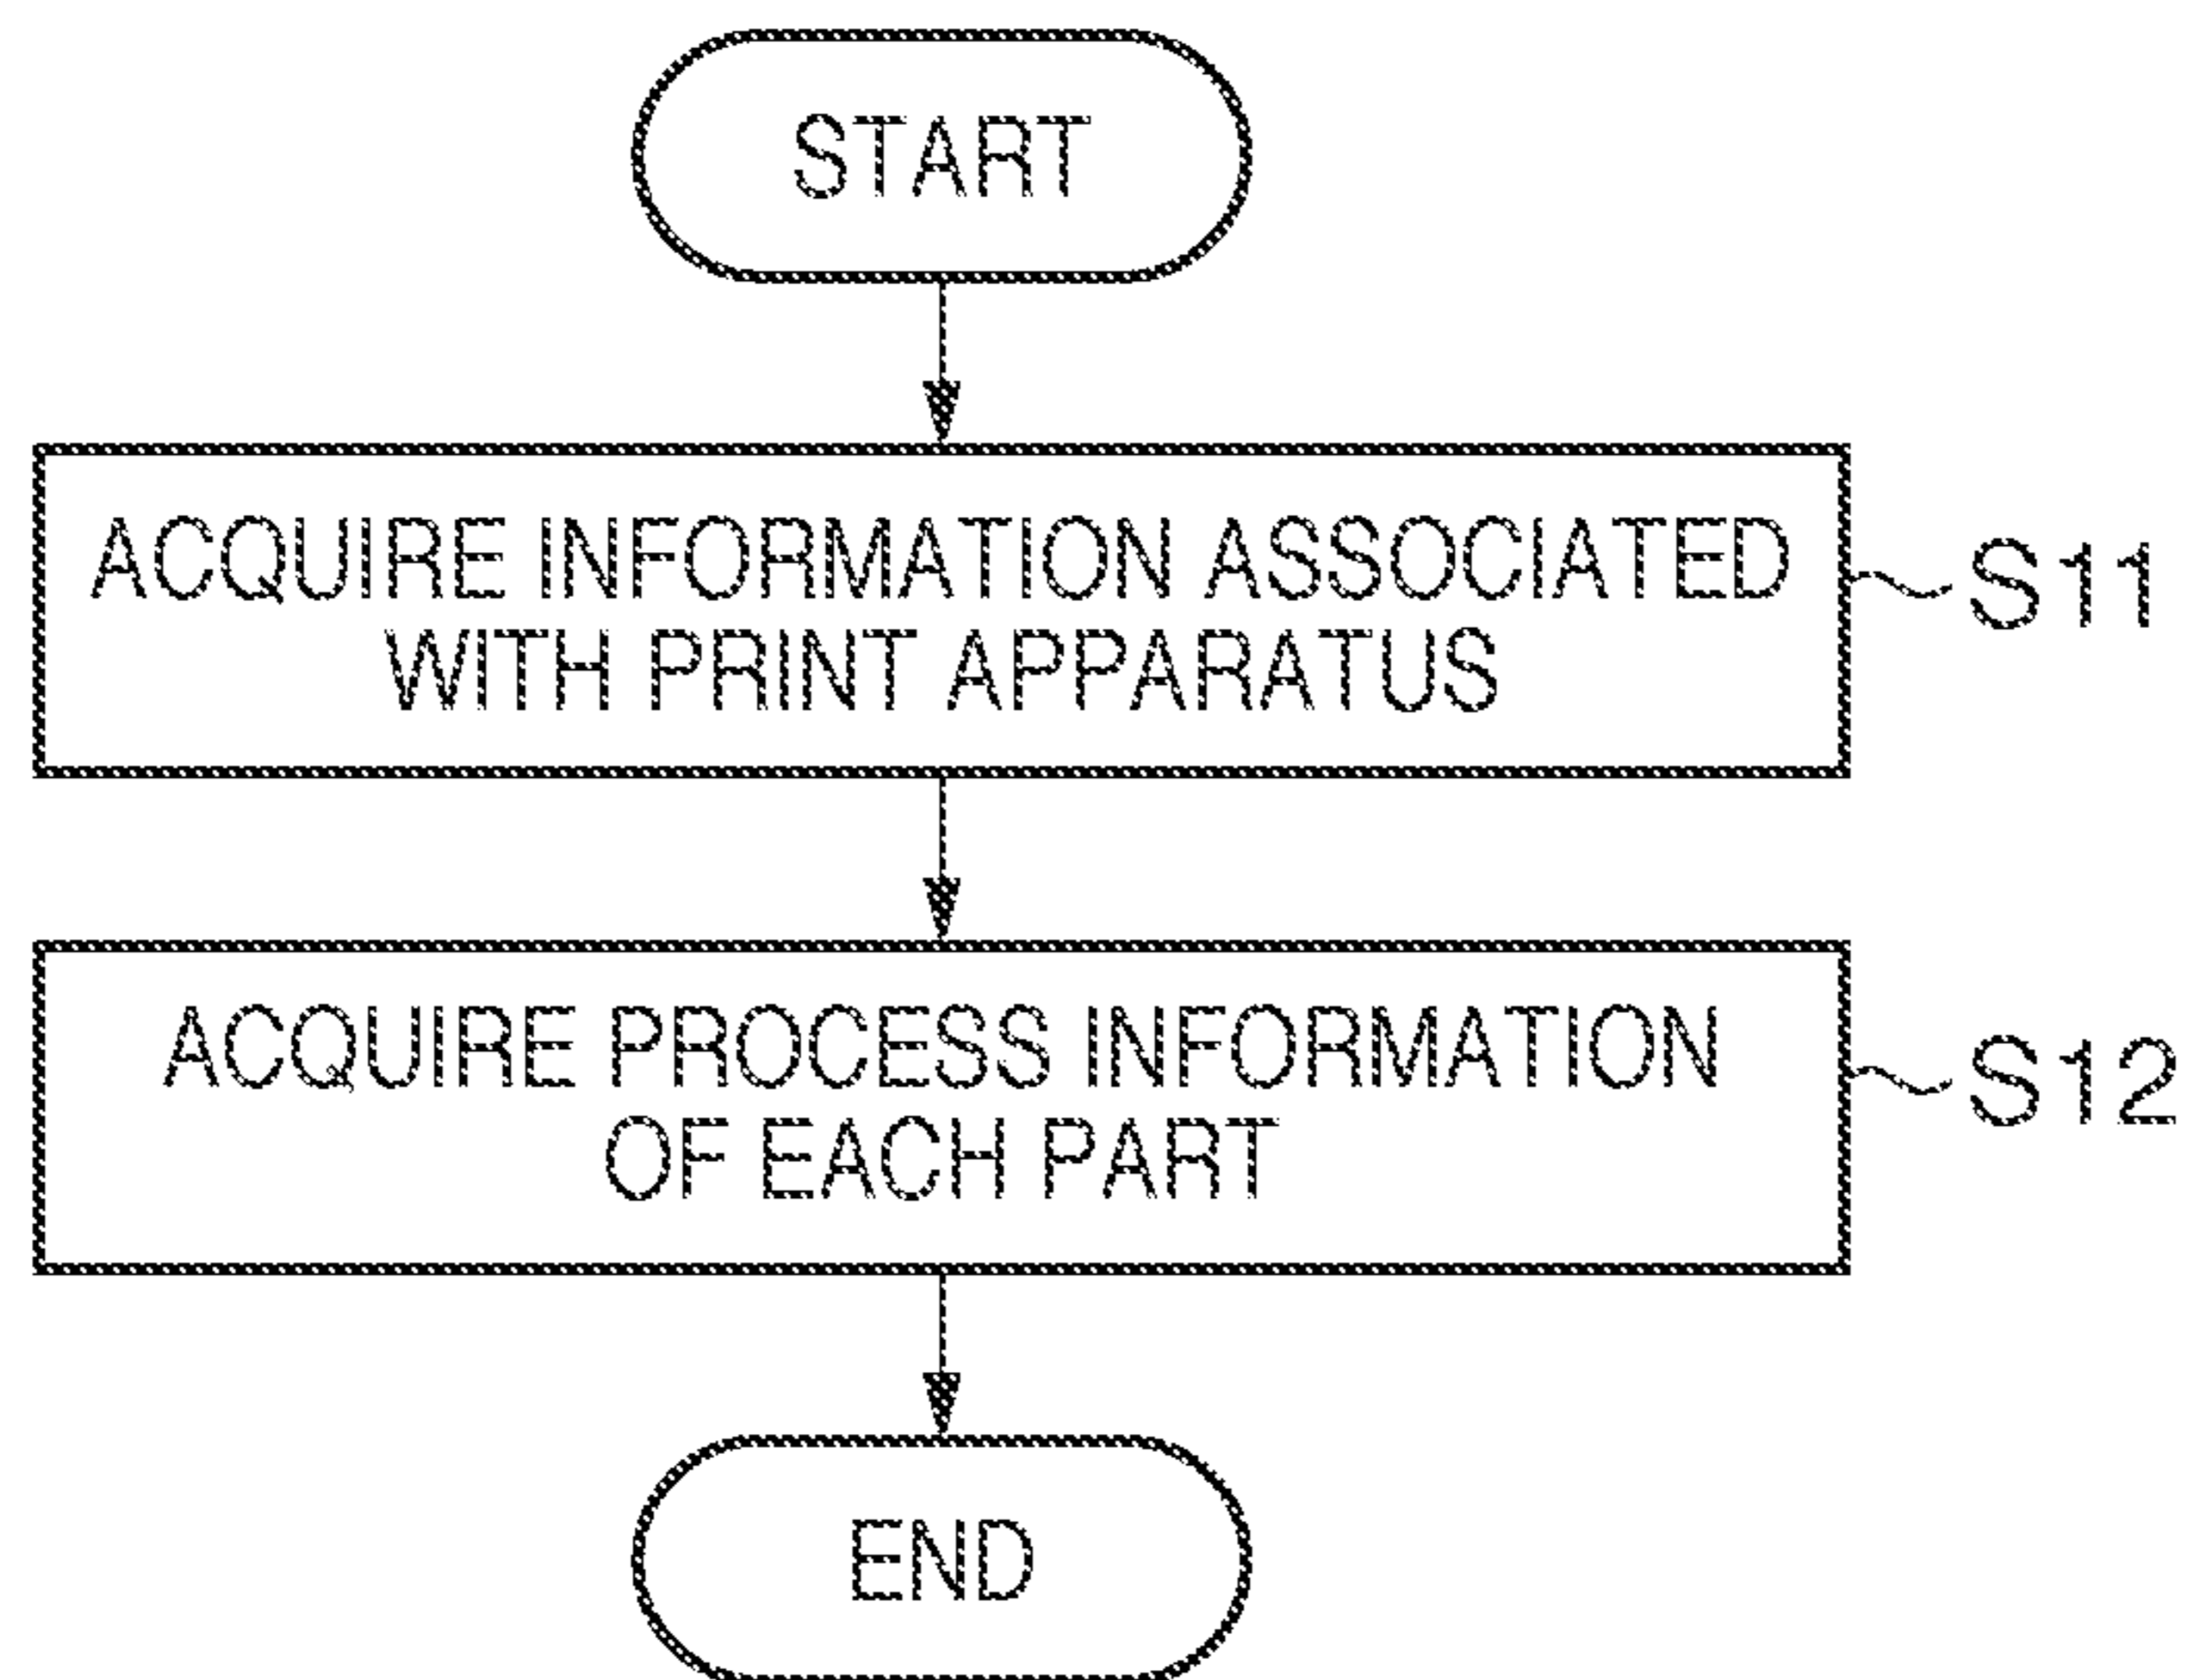 START
ACQUIRE INFORMATION ASSOCIATED
WITH PRINT APPARATUS
S11
ACQUIRE PROCESS INFORMATION
OF EACH PART
S12
END